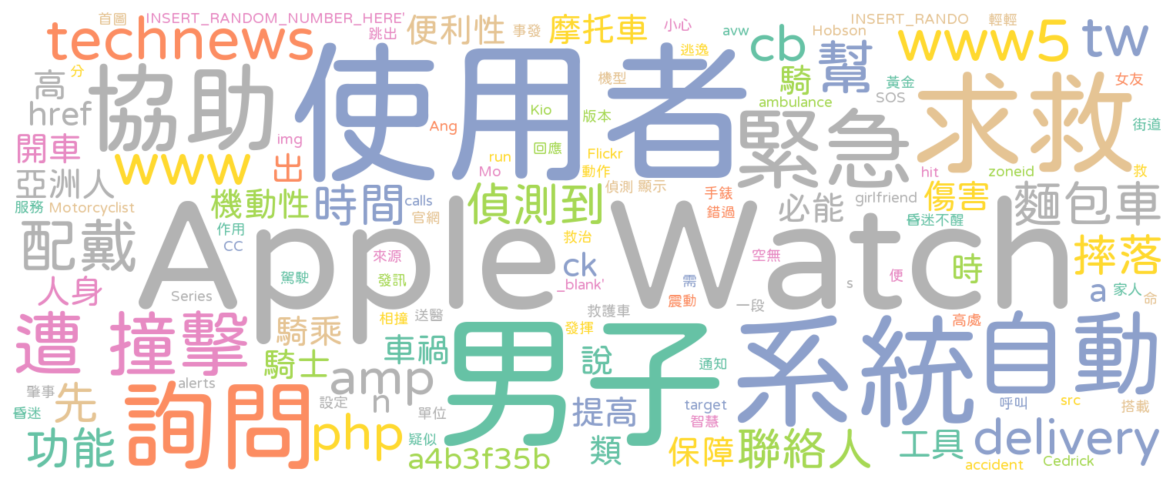 首圖 INSERT_RANDOM_NUMBER_HERE' INSERT_RANDO 輕輕
跳出 便利性 事發 摩托車 小心 avw Hobson
technews 逃逸 cb 幫 www5 tw
高 分 協助 使用者 機型 騎 黃金 求救 女友
href Kio 版本 ambulance SOS 緊急 街道
開車 img Ang 回應 Flickr
www 出 run Mo 動作 hit zoneid 救
亞洲人 機動性 時間 calls 偵測到 偵測 顯示 手錶 錯過 必能 girlfriend 傷害 麵包車
服務 Motorcyclist 作用 CC 官網 昏迷不醒
配戴 Apple Watch 救治 摔落
來源 ck 空無 時
駕駛 發訊 _blank' 需 便 a 家人
人身 Series 震動 一段 s 命
遭 撞擊 騎乘 相撞 送醫 男子 救護車 發揮 高處 系統 自動
騎士 車禍 說 通知
肇事 先 alerts amp n 設定 單位 提高 target 智慧 呼叫 src 搭載
昏迷 詢問
功能 php 疑似 a4b3f35b 類 保障 聯絡人 工具 delivery
accident Cedrick